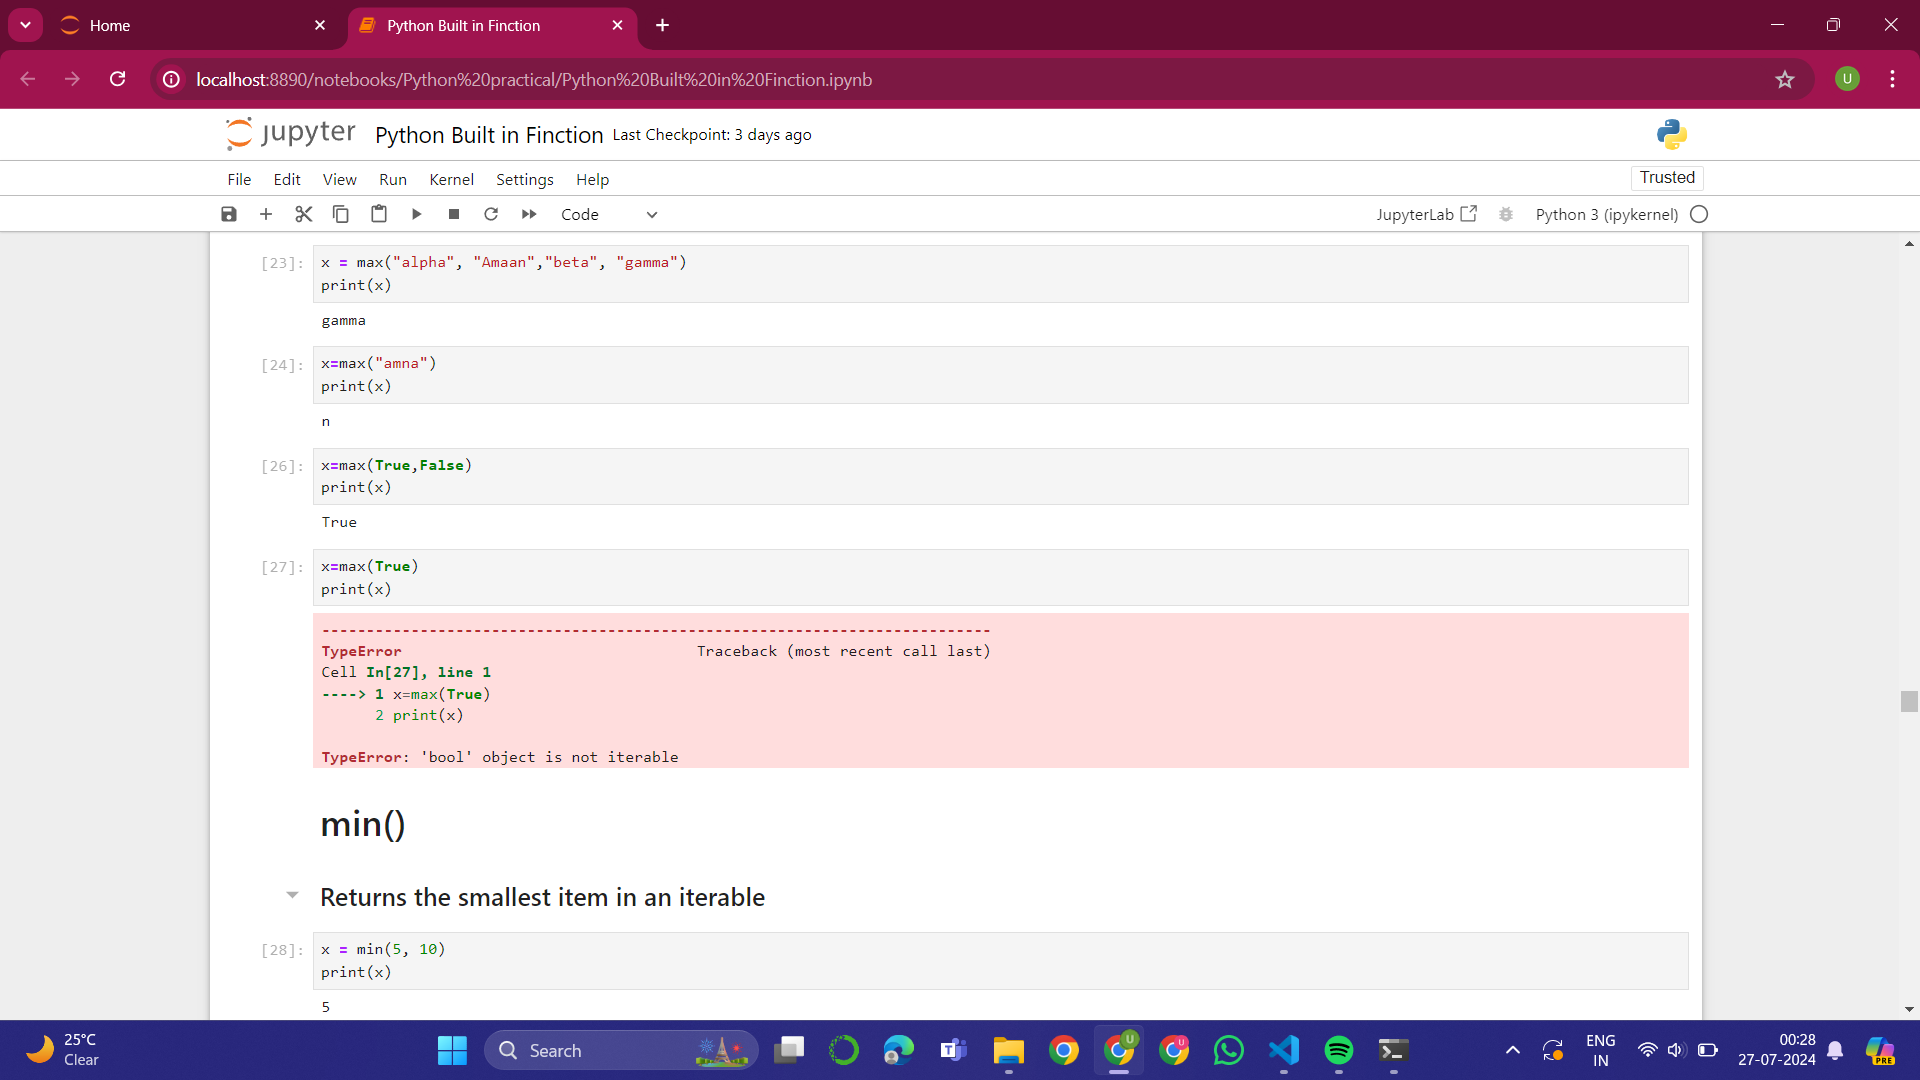 Home
Python Built in Finction
localhost:8890/notebooks/Python%20practical/Python%20Built%20in%20Finction.ipynb
U
jupyter Python Built in Finction Last Checkpoint: 3 days ago
File Edit View Run Kernel Settings Help
Trusted
Code
JupyterLab
Python 3 (ipykernel)
[23]: x = max("alpha", "Amaan","beta", "gamma")
print(x)
gamma
[24]: x=max("amna")
print(x)
n
[26]: x=max(True,False)
print(x)
True
[27]: x=max(True)
print(x)
---------------------------------------------------------------------------
TypeError Traceback (most recent call last)
Cell In[27], line 1
----> 1 x=max(True)
2 print(x)
TypeError: 'bool' object is not iterable
min()
Returns the smallest item in an iterable
[28]: x = min(5, 10)
print(x)
5
25°C
Clear
Search
U
U
ENG
IN
00:28
27-07-2024
PRE